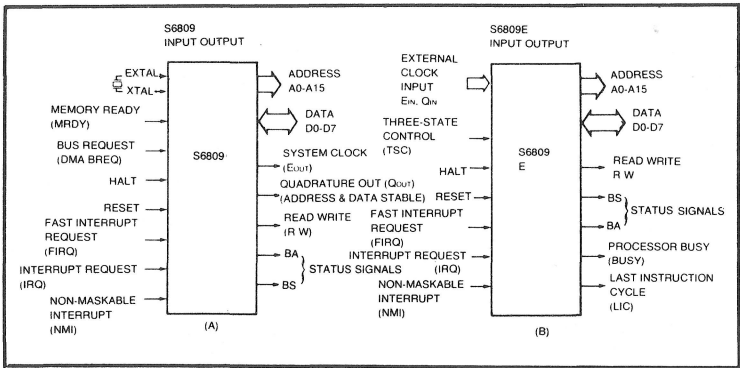 S6809
INPUT OUTPUT
EXTAL
XTAL
MEMORY READY
(MRDY)
BUS REQUEST
(DMA BREQ)
HALT
RESET
FAST INTERRUPT
REQUEST
(FIRQ)
INTERRUPT REQUEST
(IRQ)
NON-MASKABLE
INTERRUPT
(NMI)
S6809
ADDRESS
A0-A15
DATA
D0-D7
SYSTEM CLOCK
(EOUT)
QUADRATURE OUT (QOUT)
(ADDRESS & DATA STABLE)
READ WRITE
(R W)
BA
BS
STATUS SIGNALS
(A)
S6809E
INPUT OUTPUT
EXTERNAL
CLOCK
INPUT
EIN, QIN
THREE-STATE
CONTROL
(TSC)
HALT
RESET
FAST INTERRUPT
REQUEST
(FIRQ)
INTERRUPT REQUEST
(IRQ)
NON-MASKABLE
INTERRUPT
(NMI)
S6809
E
ADDRESS
A0-A15
DATA
D0-D7
READ WRITE
R W
BS
BA
STATUS SIGNALS
PROCESSOR BUSY
(BUSY)
LAST INSTRUCTION
CYCLE
(LIC)
(B)